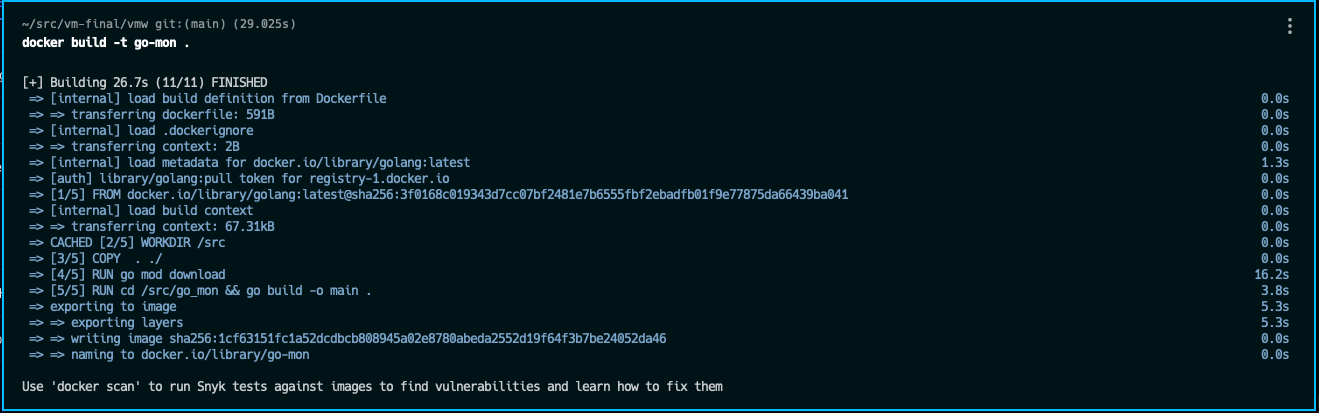 ~/src/vm-final/vmw git:(main) (29.025s)
docker build -t go-mon .
[+] Building 26.7s (11/11) FINISHED
=> [internal] load build definition from Dockerfile 0.0s
=> => transferring dockerfile: 591B 0.0s
=> [internal] load .dockerignore 0.0s
=> => transferring context: 2B 0.0s
=> [internal] load metadata for docker.io/library/golang:latest 1.3s
=> [auth] library/golang:pull token for registry-1.docker.io 0.0s
=> [1/5] FROM docker.io/library/golang:latest@sha256:3f0168c019343d7cc07bf2481e7b6555fbf2ebadfb01f9e77875da66439ba041 0.0s
=> [internal] load build context 0.0s
=> => transferring context: 67.31kB 0.0s
=> CACHED [2/5] WORKDIR /src 0.0s
=> [3/5] COPY  . ./ 0.0s
=> [4/5] RUN go mod download 16.2s
=> [5/5] RUN cd /src/go_mon && go build -o main . 3.8s
=> exporting to image 5.3s
=> => exporting layers 5.3s
=> => writing image sha256:1cf63151fc1a52dcdbcb808945a02e8780abeda2552d19f64f3b7be24052da46 0.0s
=> => naming to docker.io/library/go-mon 0.0s
Use 'docker scan' to run Snyk tests against images to find vulnerabilities and learn how to fix them